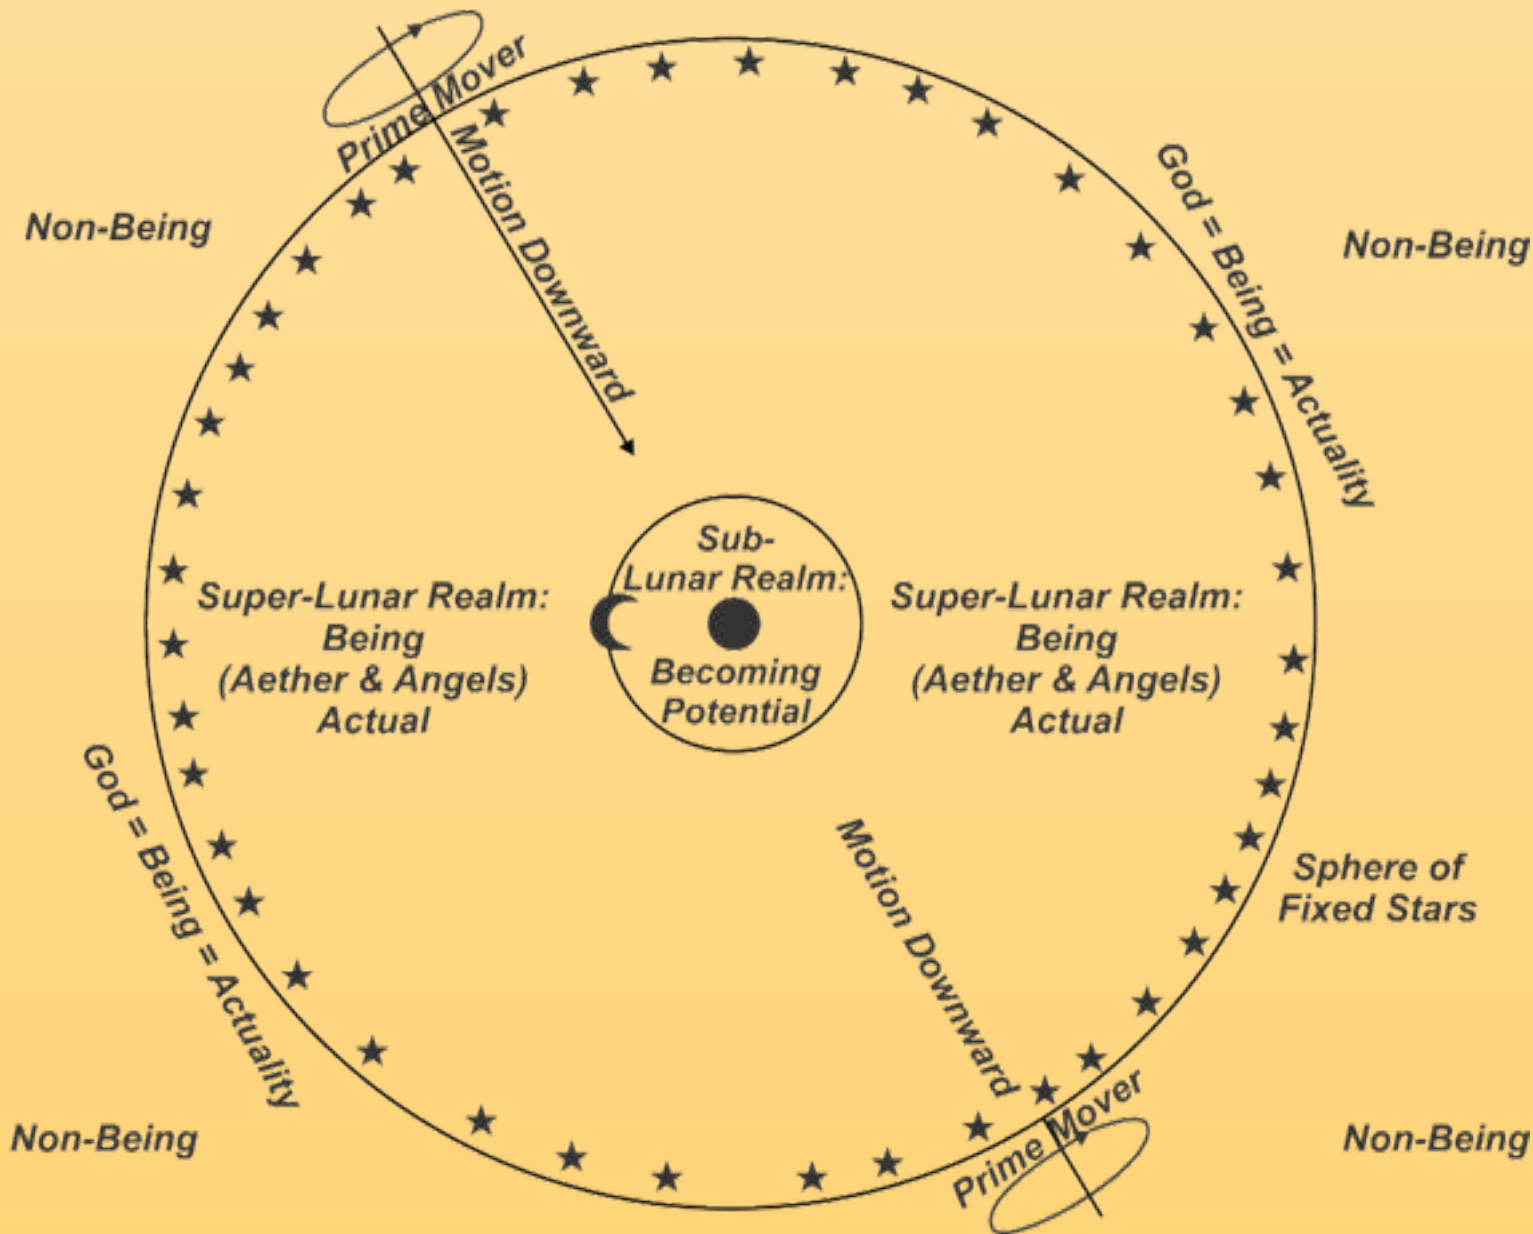 Prime Mover
Motion Downward
Non-Being
God = Being = Actuality
Non-Being
Sub-
Lunar Realm:
Becoming
Potential
Super-Lunar Realm:
Being
(Aether & Angels)
Actual
Super-Lunar Realm:
Being
(Aether & Angels)
Actual
God = Being = Actuality
Motion Downward
Sphere of
Fixed Stars
Non-Being
Prime Mover
Non-Being